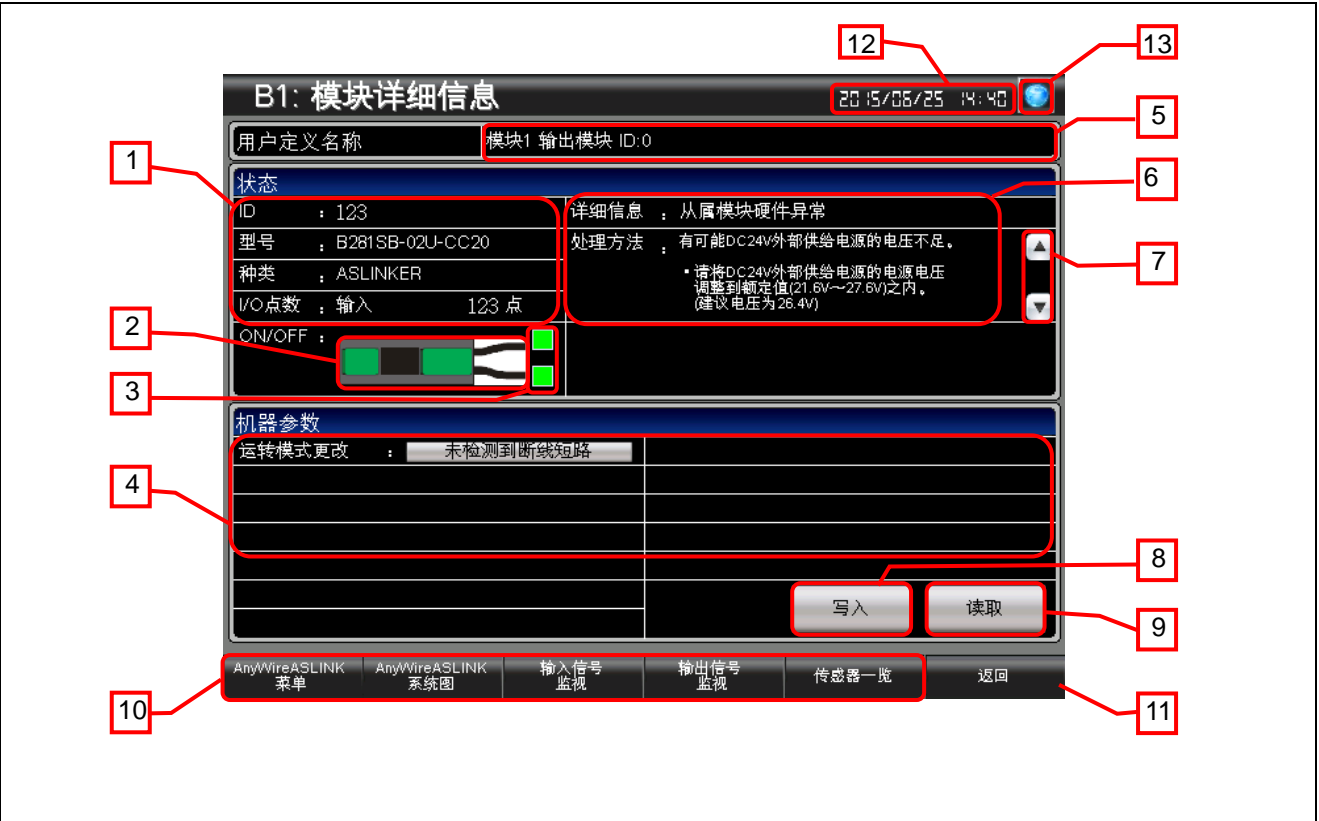 12
13
B1: 模块详细信息
2015/06/25 14:40
5
用户定义名称
模块1 输出模块 ID:0
1
状态
6
ID : 123
型号 : B281SB-02U-CC20
种类 : ASLINKER
I/O点数 : 输入 123 点
ON/OFF :
详细信息 : 从属模块硬件异常
处理方法 : 有可能DC24V外部供给电源的电压不足。
▪请将DC24V外部供给电源的电源电压
调整到额定值(21.6V～27.6V)之内。
(建议电压为26.4V)
7
2
3
机器参数
运转模式更改 : 未检测到断线短路
4
8
写入
读取
9
AnyWireASLINK
菜单
AnyWireASLINK
系统图
输入信号
监视
输出信号
监视
传感器一览
返回
10
11